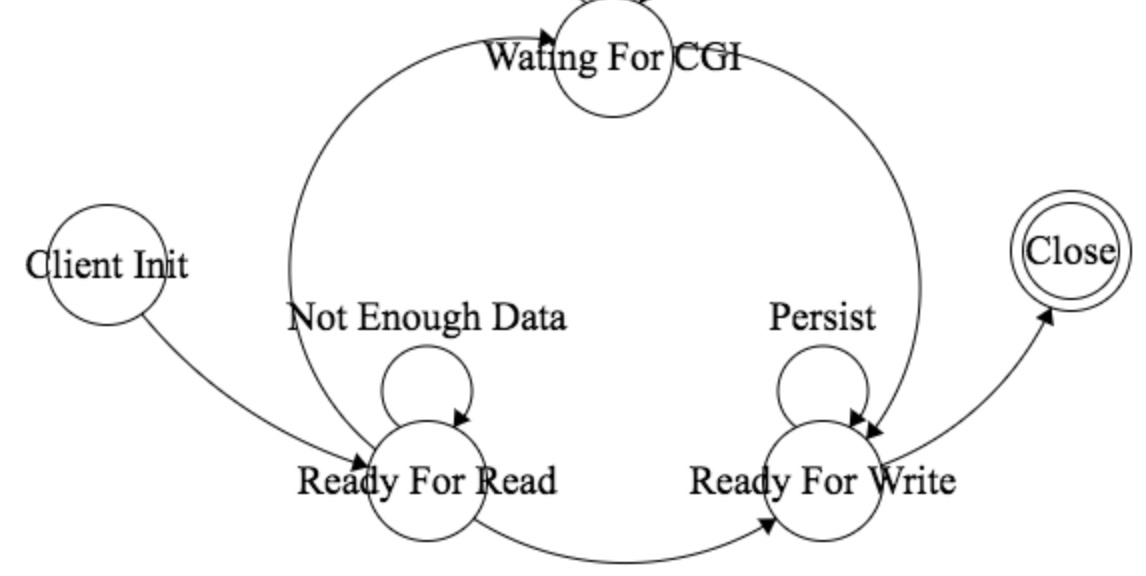 Wating For CGI
Client Init
Close
Not Enough Data
Persist
Ready For Read
Ready For Write